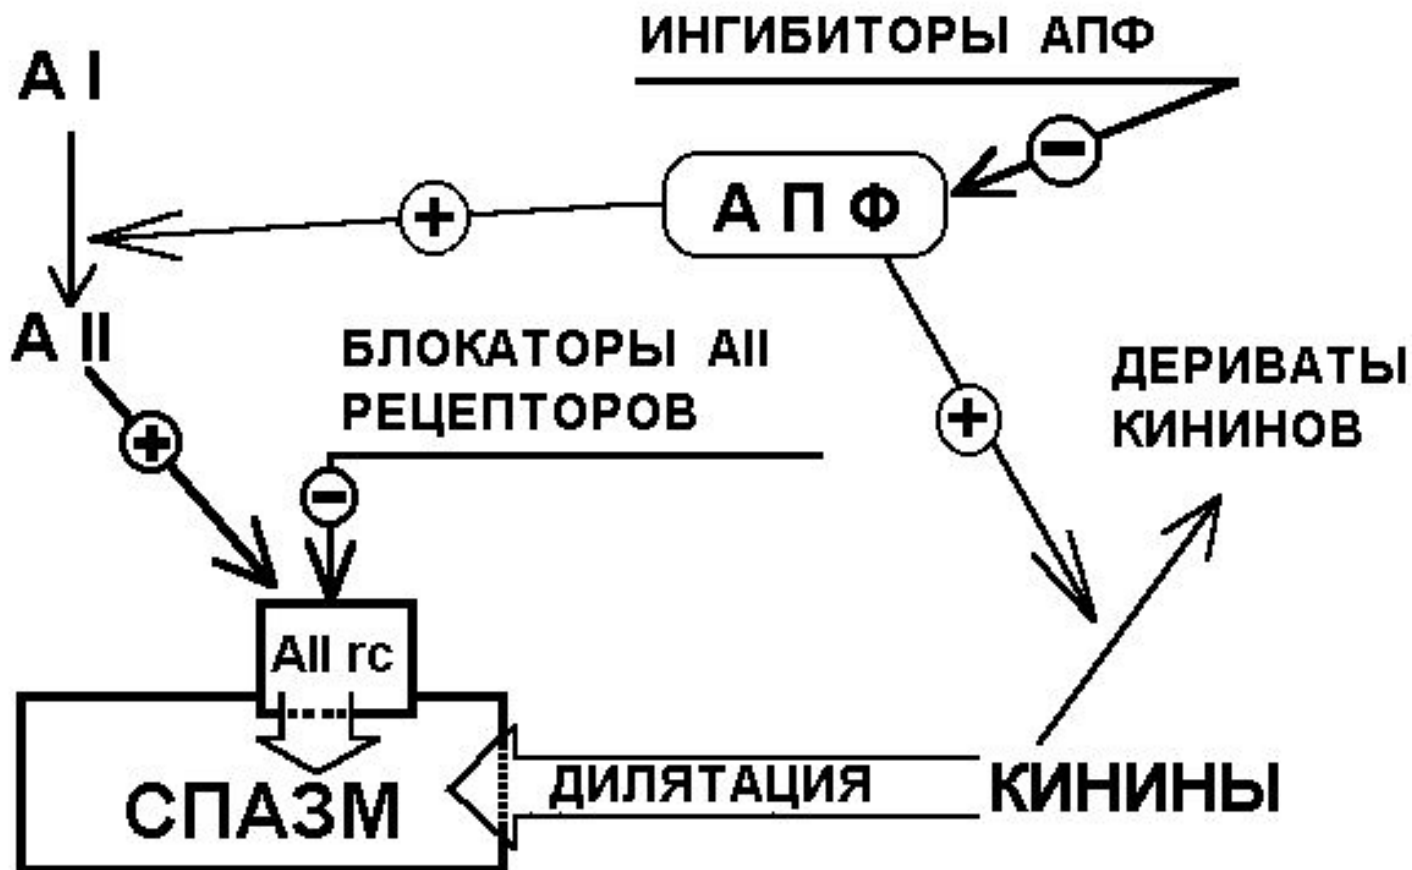 ИНГИБИТОРЫ АПФ
А I
+
−
А П Ф
А II
БЛОКАТОРЫ АII
РЕЦЕПТОРОВ
ДЕРИВАТЫ
КИНИНОВ
+
+
−
АII rc
СПАЗМ
ДИЛЯТАЦИЯ
КИНИНЫ